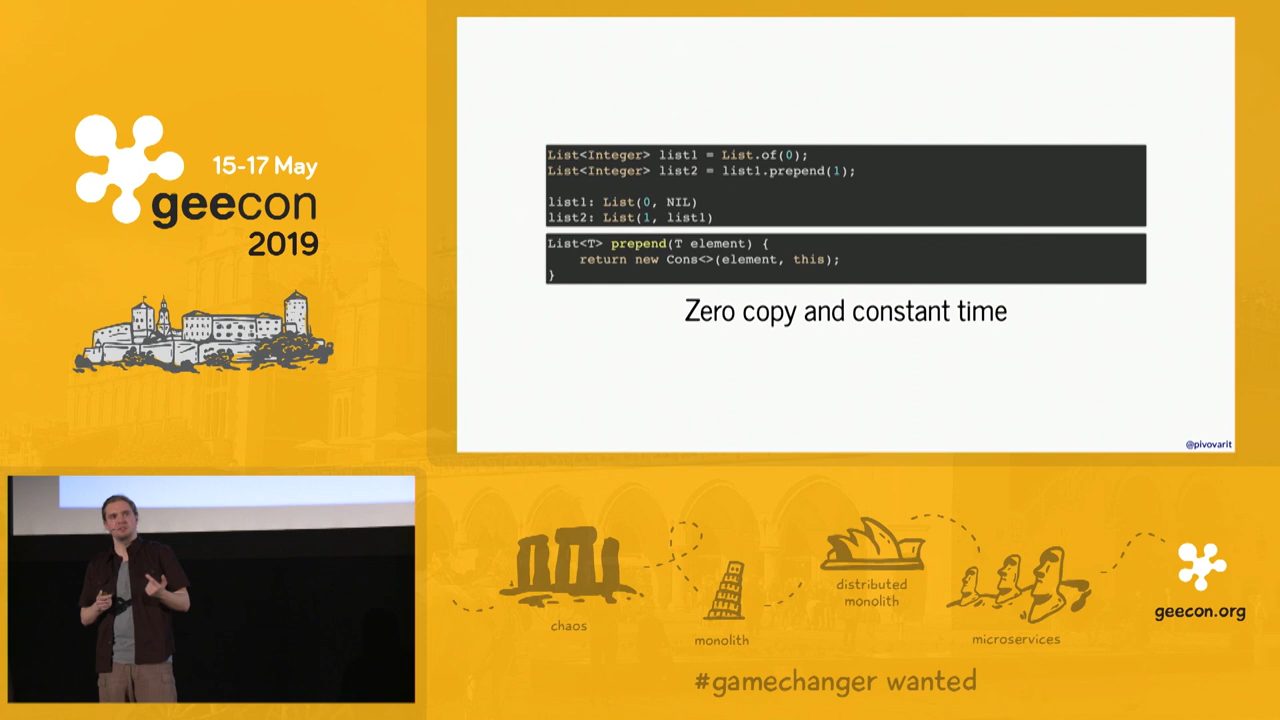 15-17 May
geecon
2019
List<Integer> list1 = List.of(0);
List<Integer> list2 = list1.prepend(1);
list1: List(0, NIL)
list2: List(1, list1)
List<T> prepend(T element) {
    return new Cons<>(element, this);
}
Zero copy and constant time
@pivovarit
chaos
monolith
distributed
monolith
microservices
geecon.org
#gamechanger wanted